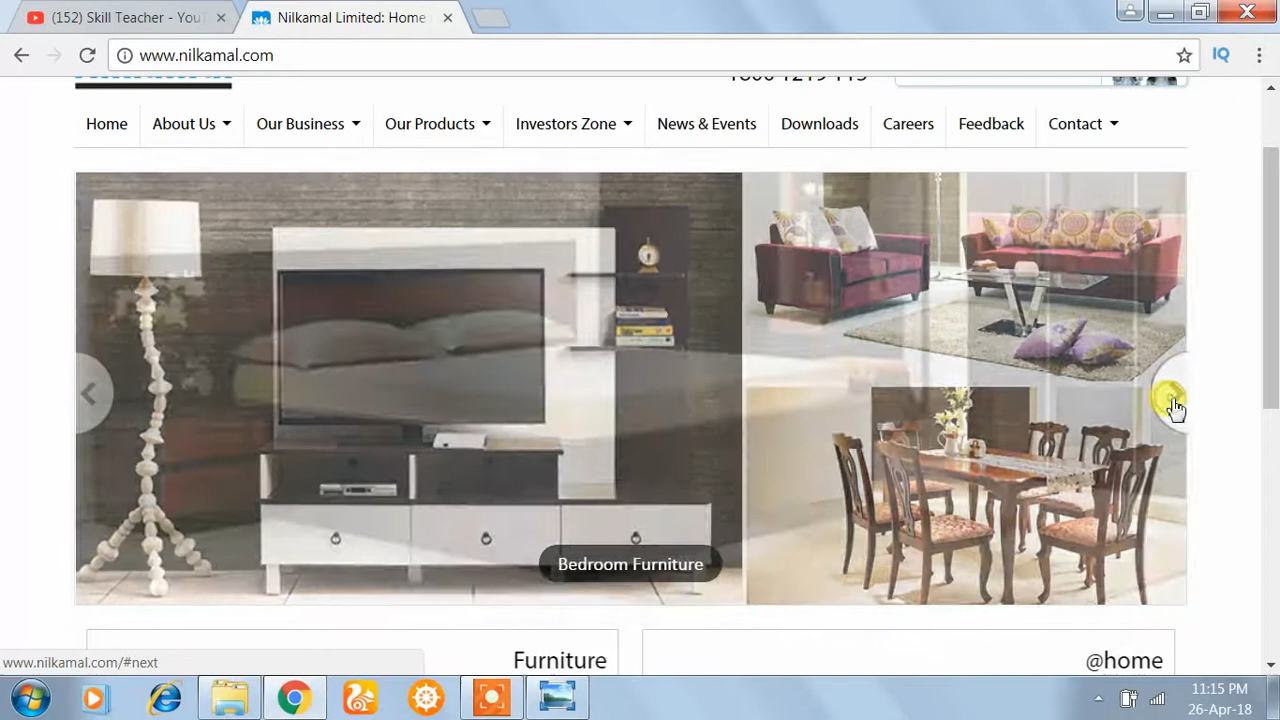 (152) Skill Teacher - YouT
Nilkamal Limited: Home
www.nilkamal.com
IQ
Home
About Us
Our Business
Our Products
Investors Zone
News & Events
Downloads
Careers
Feedback
Contact
Bedroom Furniture
Furniture
@home
www.nilkamal.com/#next
11:15 PM
26-Apr-18